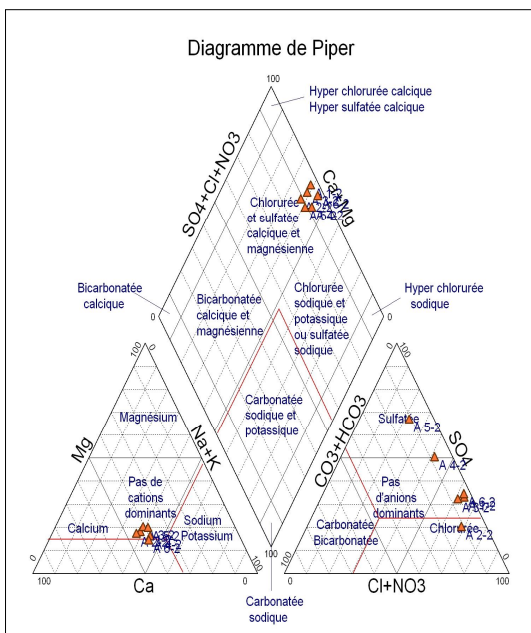 Diagramme de Piper
100
Hyper chlorurée calcique
Hyper sulfatée calcique
SO4+Cl+NO3
Chlorurée
et sulfatée
calcique et
magnésienne
Bicarbonatée
calcique
0
Bicarbonatée
calcique et
magnésienne
Chlorurée
sodique et
potassique
ou sulfatée
sodique
0
Hyper chlorurée
sodique
Carbonatée
sodique et
potassique
100
0
Mg
Na+K
Magnésium
Pas de
cations
dominants
Calcium
Sodium
Potassium
100
0
Ca
0
100
CO3+HCO3
SO4
Sulfatée
A 5-2
A 4-2
Pas
d'anions
dominants
Carbonatée
Bicarbonatée
Chlorurée
A 2-2
0
100
Cl+NO3
0
100
Carbonatée
sodique